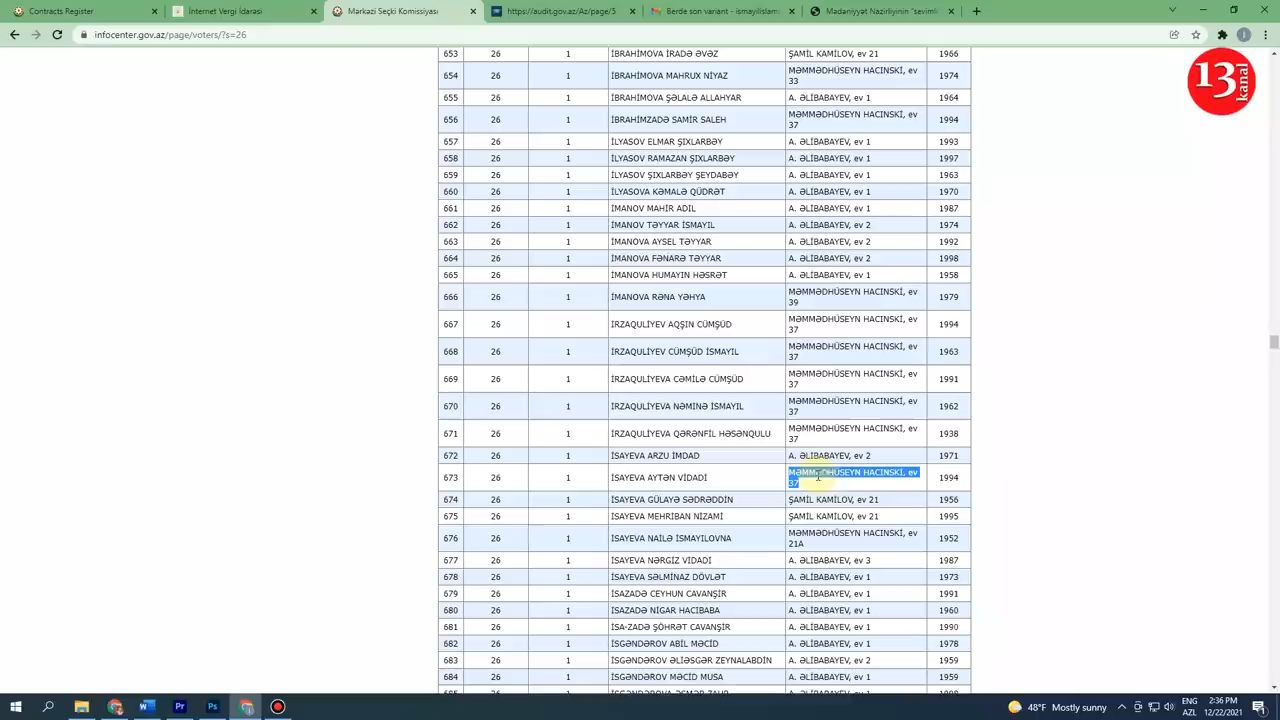 Contracts Register
İnternet Vergi İdarəsi
Mərkəzi Seçki Komissiyası
https://audit.gov.az/Az/page/5
Berde son variant - ismayilislama
Mədəniyyət Nazirliyinin "sevimli
infocenter.gov.az/page/voters/?s=26
13 kanal
653 26 1 İBRAHİMOVA İRADƏ ƏVƏZ ŞAMİL KAMİLOV, ev 21 1966
654 26 1 İBRAHİMOVA MAHRUX NİYAZ MƏMMƏDHÜSEYN HACINSKİ, ev 33 1974
655 26 1 İBRAHİMOVA ŞƏLALƏ ALLAHYAR A. ƏLİBABAYEV, ev 1 1964
656 26 1 İBRAHİMZADƏ SAMİR SALEH MƏMMƏDHÜSEYN HACINSKİ, ev 37 1994
657 26 1 İLYASOV ELMAR ŞIXLARBƏY A. ƏLİBABAYEV, ev 1 1993
658 26 1 İLYASOV RAMAZAN ŞIXLARBƏY A. ƏLİBABAYEV, ev 1 1997
659 26 1 İLYASOV ŞIXLARBƏY ŞEYDABƏY A. ƏLİBABAYEV, ev 1 1963
660 26 1 İLYASOVA KƏMALƏ QÜDRƏT A. ƏLİBABAYEV, ev 1 1970
661 26 1 İMANOV MAHİR ADİL A. ƏLİBABAYEV, ev 1 1987
662 26 1 İMANOV TƏYYAR İSMAYIL A. ƏLİBABAYEV, ev 2 1974
663 26 1 İMANOVA AYSEL TƏYYAR A. ƏLİBABAYEV, ev 2 1992
664 26 1 İMANOVA FƏNARƏ TƏYYAR A. ƏLİBABAYEV, ev 2 1998
665 26 1 İMANOVA HUMAYIN HƏSRƏT A. ƏLİBABAYEV, ev 1 1958
666 26 1 İMANOVA RƏNA YƏHYA MƏMMƏDHÜSEYN HACINSKİ, ev 39 1979
667 26 1 İRZAQULİYEV AQŞIN CÜMŞÜD MƏMMƏDHÜSEYN HACINSKİ, ev 37 1994
668 26 1 İRZAQULİYEV CÜMŞÜD İSMAYIL MƏMMƏDHÜSEYN HACINSKİ, ev 37 1963
669 26 1 İRZAQULİYEVA CƏMİLƏ CÜMŞÜD MƏMMƏDHÜSEYN HACINSKİ, ev 37 1991
670 26 1 İRZAQULİYEVA NƏMİNƏ İSMAYIL MƏMMƏDHÜSEYN HACINSKİ, ev 37 1962
671 26 1 İRZAQULİYEVA QƏRƏNFİL HƏSƏNQULU MƏMMƏDHÜSEYN HACINSKİ, ev 37 1938
672 26 1 İSAYEVA ARZU İMDAD A. ƏLİBABAYEV, ev 2 1971
673 26 1 İSAYEVA AYTƏN VİDADİ MƏMMƏDHÜSEYN HACINSKİ, ev 37 1994
674 26 1 İSAYEVA GÜLAYƏ SƏDRƏDDİN ŞAMİL KAMİLOV, ev 21 1956
675 26 1 İSAYEVA MEHRİBAN NİZAMİ ŞAMİL KAMİLOV, ev 21 1995
676 26 1 İSAYEVA NAİLƏ İSMAYILOVNA MƏMMƏDHÜSEYN HACINSKİ, ev 21A 1952
677 26 1 İSAYEVA NƏRGİZ VİDADİ A. ƏLİBABAYEV, ev 3 1987
678 26 1 İSAYEVA SƏLMİNAZ DÖVLƏT A. ƏLİBABAYEV, ev 1 1973
679 26 1 İSAZADƏ CEYHUN CAVANŞİR A. ƏLİBABAYEV, ev 1 1991
680 26 1 İSAZADƏ NİGAR HACIBABA A. ƏLİBABAYEV, ev 1 1960
681 26 1 İSA-ZADƏ ŞÖHRƏT CAVANŞİR A. ƏLİBABAYEV, ev 1 1990
682 26 1 İSGƏNDƏROV ABİL MƏCİD A. ƏLİBABAYEV, ev 1 1978
683 26 1 İSGƏNDƏROV ƏLİƏSGƏR ZEYNALABDİN A. ƏLİBABAYEV, ev 2 1959
684 26 1 İSGƏNDƏROV MƏCİD MUSA A. ƏLİBABAYEV, ev 1 1959
48°F Mostly sunny
ENG
AZL
2:36 PM
12/22/2021